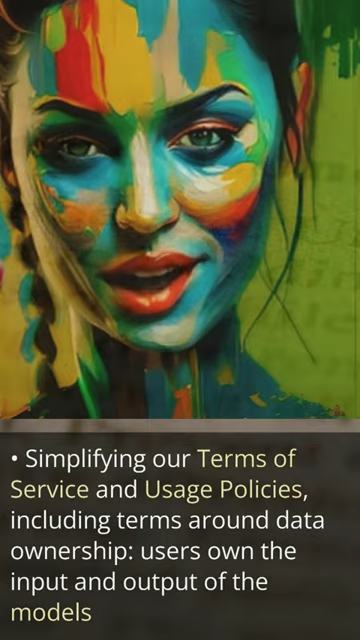 • Simplifying our Terms of
Service and Usage Policies,
including terms around data
ownership: users own the
input and output of the
models